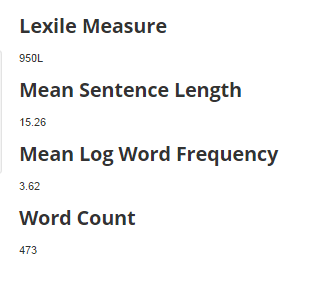 Lexile Measure
950L
Mean Sentence Length
15.26
Mean Log Word Frequency
3.62
Word Count
473